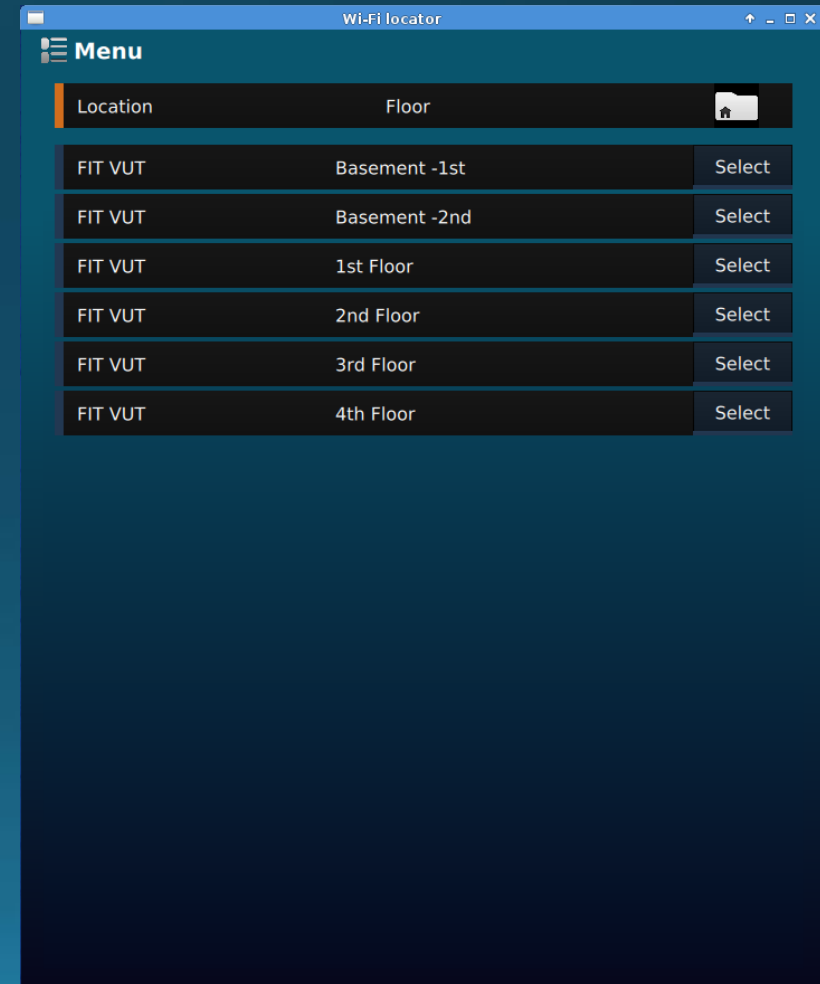 Wi-Fi locator
Menu
Location Floor
FIT VUT Basement -1st Select
FIT VUT Basement -2nd Select
FIT VUT 1st Floor Select
FIT VUT 2nd Floor Select
FIT VUT 3rd Floor Select
FIT VUT 4th Floor Select